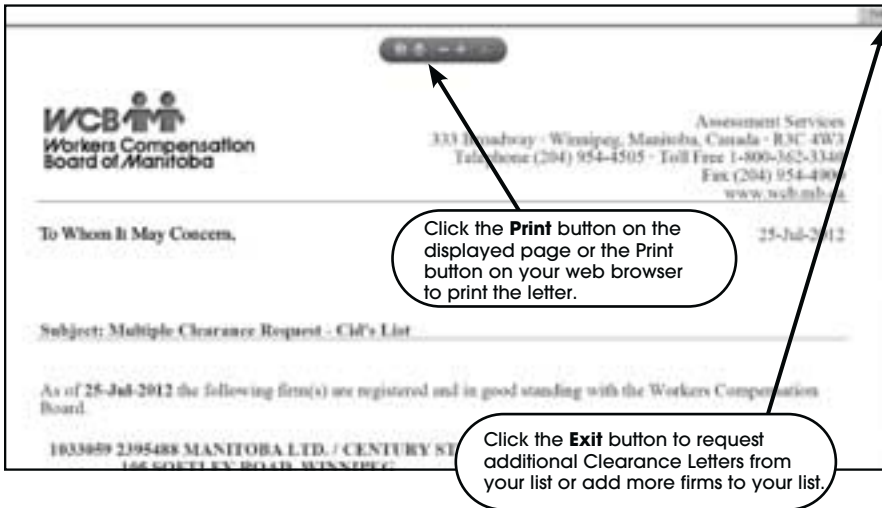 WCB
Workers Compensation
Board of Manitoba
Assessment Services
333 Broadway · Winnipeg, Manitoba, Canada · R3C 4W3
Telephone (204) 954-4505 · Toll Free 1-800-362-3340
Fax (204) 954-4900
www.wcb.mb.ca
To Whom It May Concern,
25-Jul-2012
Click the Print button on the
displayed page or the Print
button on your web browser
to print the letter.
Subject: Multiple Clearance Request - Cid's List
As of 25-Jul-2012 the following firm(s) are registered and in good standing with the Workers Compensation
Board.
1033059 2395488 MANITOBA L.T.D. / CENTURY
ROAD, WINNIPEG
Click the Exit button to request
additional Clearance Letters from
your list or add more firms to your list.